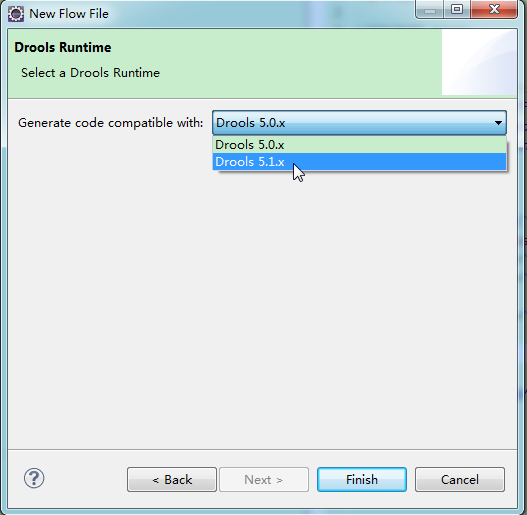 New Flow File
Drools Runtime
Select a Drools Runtime
Generate code compatible with: Drools 5.0.x
Drools 5.0.x
Drools 5.1.x
? < Back Next > Finish Cancel